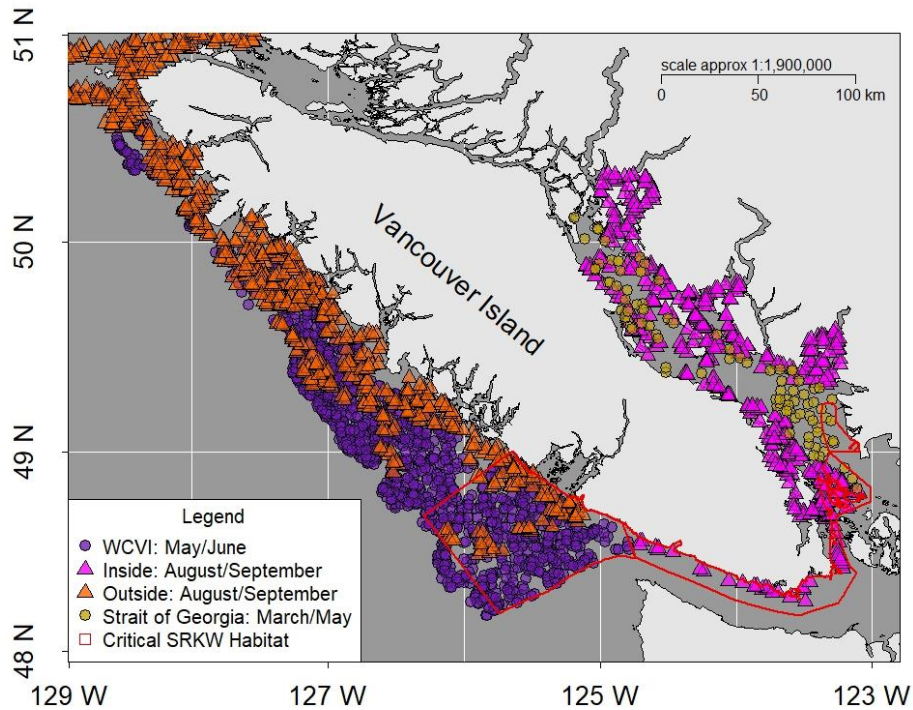 51 N
50 N
49 N
48 N
scale approx 1:1,900,000
0 50 100 km
Vancouver Island
Legend
WCVI: May/June
Inside: August/September
Outside: August/September
Strait of Georgia: March/May
Critical SRKW Habitat
129 W 127 W 125 W 123 W